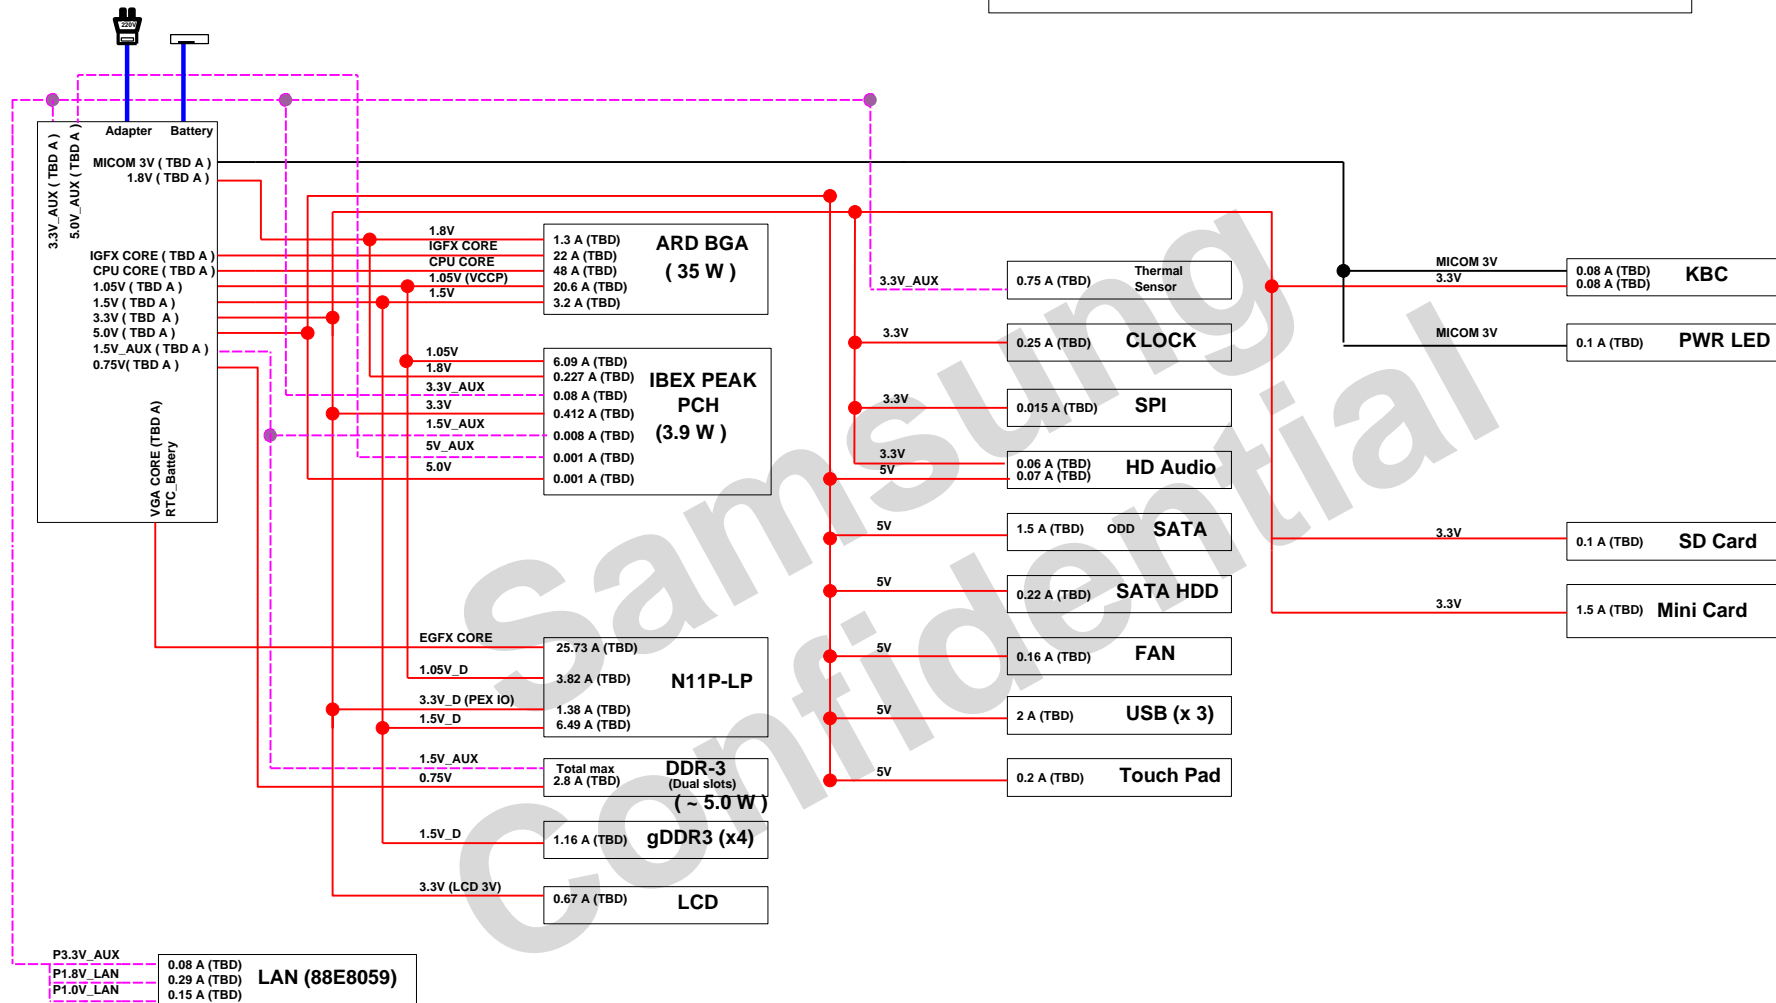 220V
Adapter Battery
3.3V_AUX ( TBD A )
5.0V_AUX ( TBD A )
MICOM 3V ( TBD A )
1.8V ( TBD A )
IGFX CORE ( TBD A )
CPU CORE ( TBD A )
1.05V ( TBD A )
1.5V ( TBD A )
3.3V ( TBD A )
5.0V ( TBD A )
1.5V_AUX ( TBD A )
0.75V( TBD A )
VGA CORE (TBD A)
RTC_Battery
1.8V
IGFX CORE
CPU CORE
1.05V (VCCP)
1.5V
1.3 A (TBD)
22 A (TBD)
48 A (TBD)
20.6 A (TBD)
3.2 A (TBD)
ARD BGA
( 35 W )
1.05V
1.8V
3.3V_AUX
3.3V
1.5V_AUX
5V_AUX
5.0V
6.09 A (TBD)
0.227 A (TBD)
0.08 A (TBD)
0.412 A (TBD)
0.008 A (TBD)
0.001 A (TBD)
0.001 A (TBD)
IBEX PEAK
PCH
(3.9 W )
EGFX CORE
1.05V_D
3.3V_D (PEX IO)
1.5V_D
25.73 A (TBD)
3.82 A (TBD)
1.38 A (TBD)
6.49 A (TBD)
N11P-LP
1.5V_AUX
0.75V
Total max
2.8 A (TBD)
DDR-3
(Dual slots)
( ~ 5.0 W )
1.5V_D
1.16 A (TBD) gDDR3 (x4)
3.3V (LCD 3V)
0.67 A (TBD) LCD
P3.3V_AUX
P1.8V_LAN
P1.0V_LAN
0.08 A (TBD)
0.29 A (TBD)
0.15 A (TBD)
LAN (88E8059)
3.3V_AUX
0.75 A (TBD)
Thermal
Sensor
3.3V
0.25 A (TBD) CLOCK
3.3V
0.015 A (TBD) SPI
3.3V
5V
0.06 A (TBD)
0.07 A (TBD)
HD Audio
5V
1.5 A (TBD) ODD SATA
5V
0.22 A (TBD) SATA HDD
5V
0.16 A (TBD) FAN
5V
2 A (TBD) USB (x 3)
5V
0.2 A (TBD) Touch Pad
MICOM 3V
3.3V
0.08 A (TBD)
0.08 A (TBD)
KBC
MICOM 3V
0.1 A (TBD) PWR LED
3.3V
0.1 A (TBD) SD Card
3.3V
1.5 A (TBD) Mini Card
Samsung
Confidential